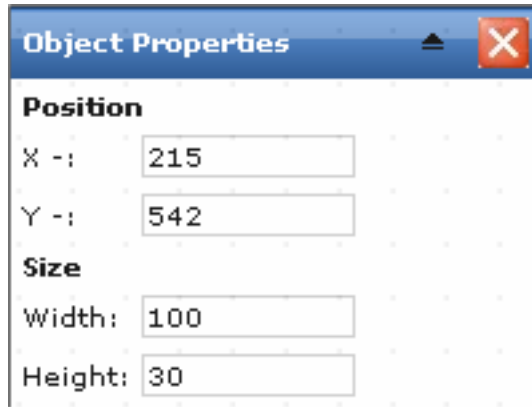 Object Properties
Position
X -: 215
Y -: 542
Size
Width: 100
Height: 30